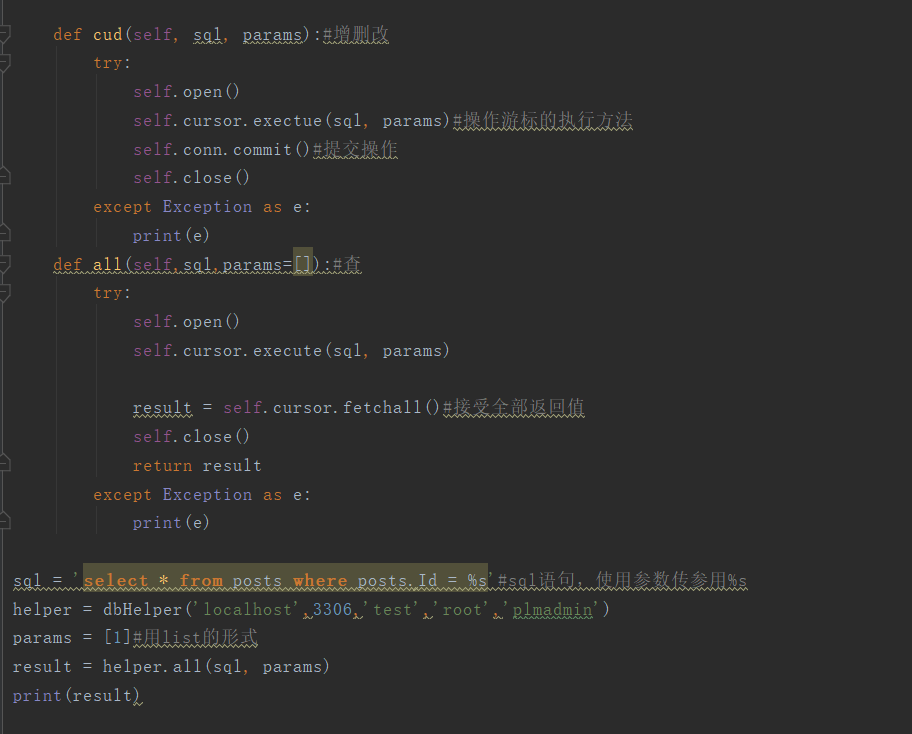 def cud(self, sql, params):#增删改
try:
self.open()
self.cursor.exectue(sql, params)#操作游标的执行方法
self.conn.commit()#提交操作
self.close()
except Exception as e:
print(e)
def all(self,sql,params=[]):#查
try:
self.open()
self.cursor.execute(sql, params)
result = self.cursor.fetchall()#接受全部返回值
self.close()
return result
except Exception as e:
print(e)
sql = 'select * from posts where posts.Id = %s'#sql语句，使用参数传参用%s
helper = dbHelper('localhost',3306,'test','root','plmadmin')
params = [1]#用list的形式
result = helper.all(sql, params)
print(result)